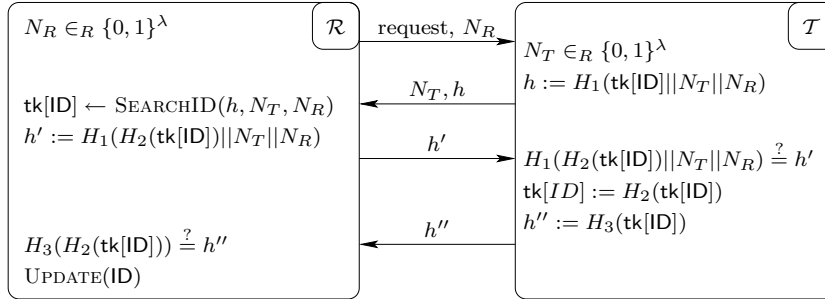 N_R ∈_R {0, 1}^λ
R
request, N_R
T
N_T ∈_R {0, 1}^λ
h := H_1(tk[ID]||N_T||N_R)
N_T, h
tk[ID] ← SEARCHID(h, N_T, N_R)
h′ := H_1(H_2(tk[ID])||N_T||N_R)
h′
H_1(H_2(tk[ID])||N_T||N_R) ≟ h′
tk[ID] := H_2(tk[ID])
h′′ := H_3(tk[ID])
h′′
H_3(H_2(tk[ID])) ≟ h′′
UPDATE(ID)